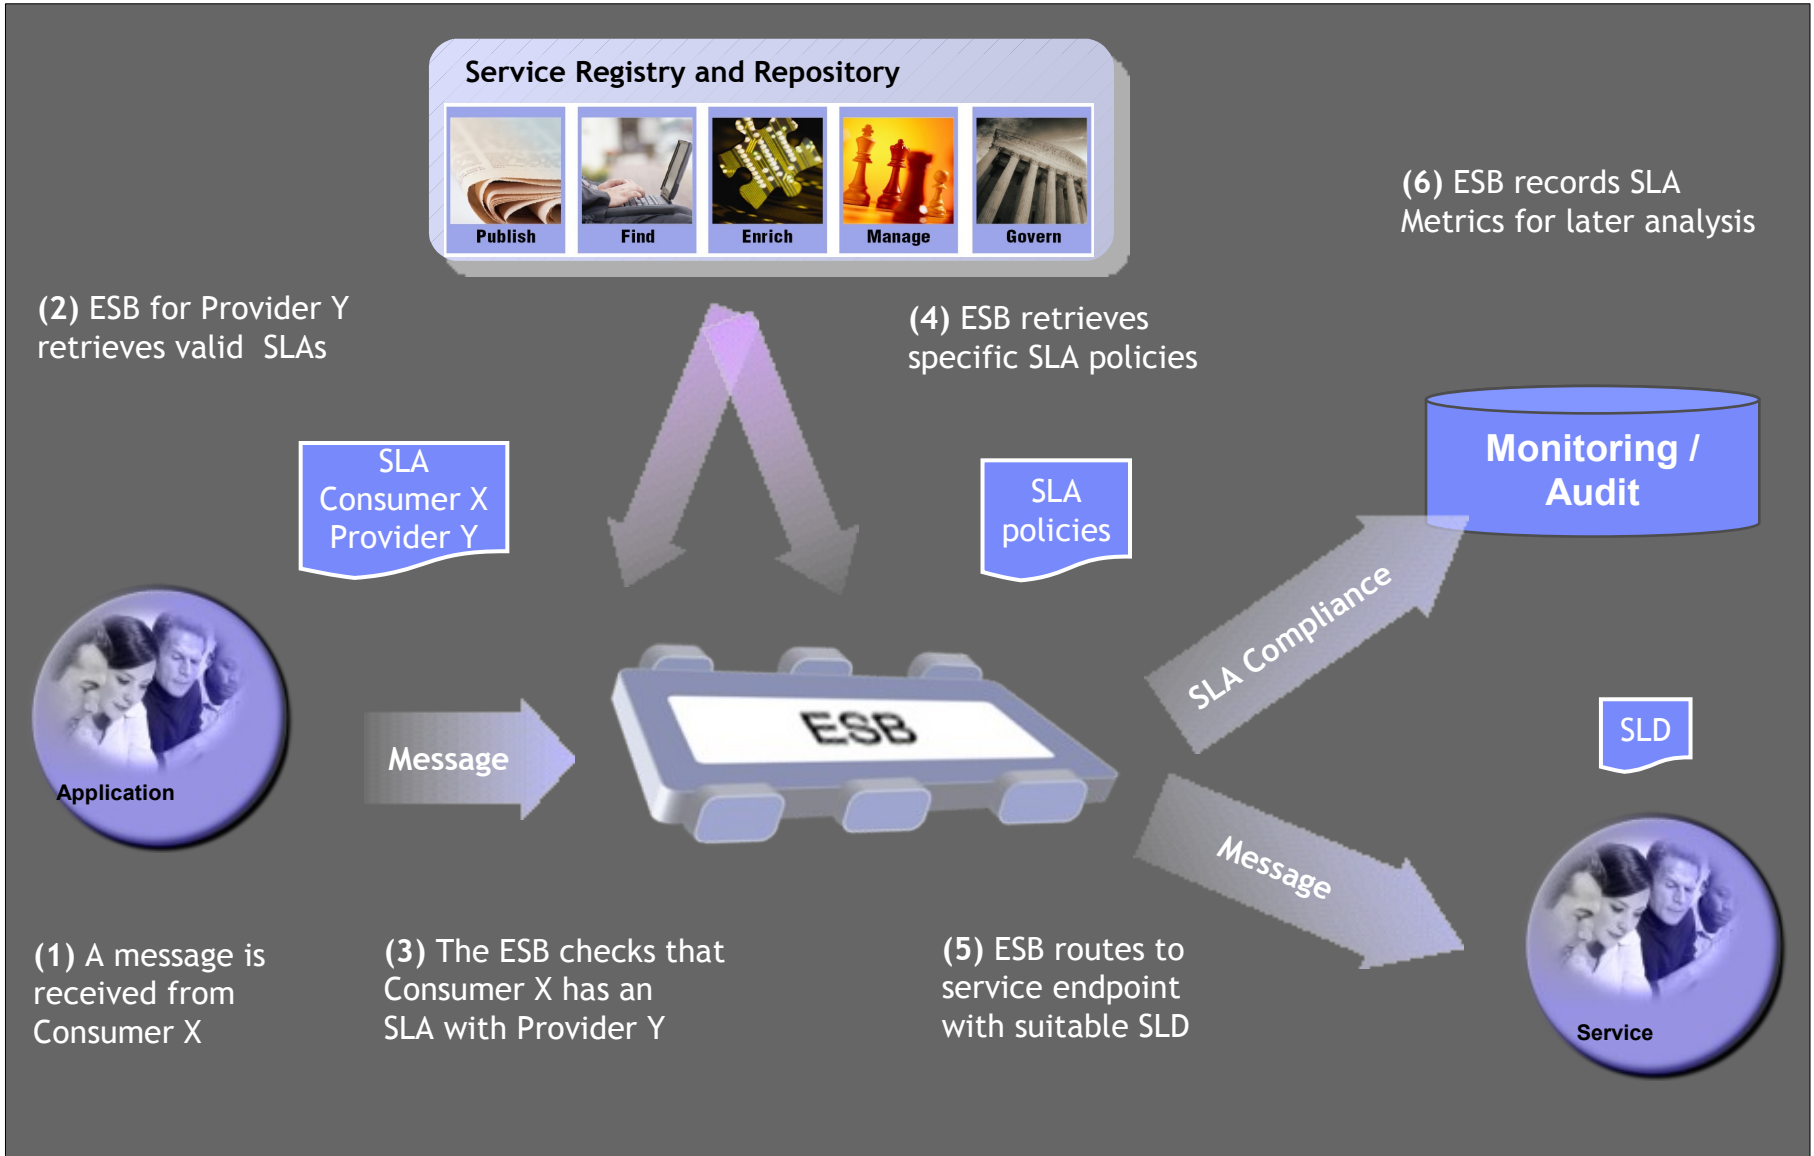 Service Registry and Repository
Publish
Find
Enrich
Manage
Govern
(6) ESB records SLA
Metrics for later analysis
(2) ESB for Provider Y
retrieves valid SLAs
(4) ESB retrieves
specific SLA policies
SLA
Consumer X
Provider Y
SLA
policies
Monitoring /
Audit
SLA Compliance
SLD
Application
Message
ESB
Message
Service
(1) A message is
received from
Consumer X
(3) The ESB checks that
Consumer X has an
SLA with Provider Y
(5) ESB routes to
service endpoint
with suitable SLD